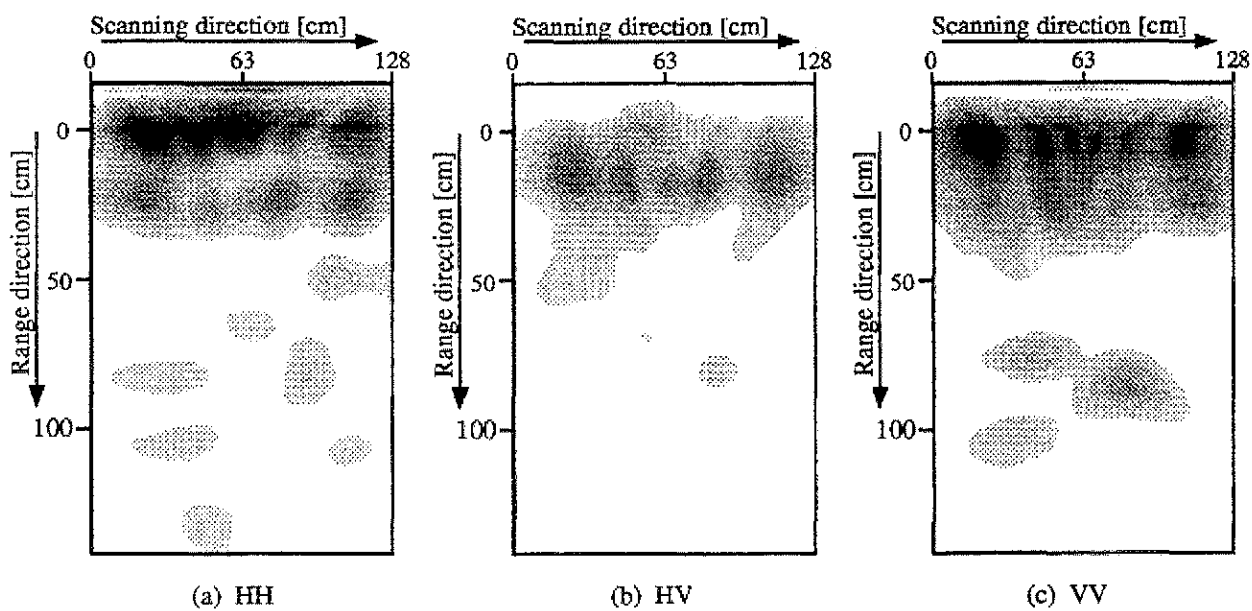 Scanning direction [cm]
0 63 128
Range direction [cm]
0
50
100
(a) HH
Scanning direction [cm]
0 63 128
Range direction [cm]
0
50
100
(b) HV
Scanning direction [cm]
0 63 128
Range direction [cm]
0
50
100
(c) VV